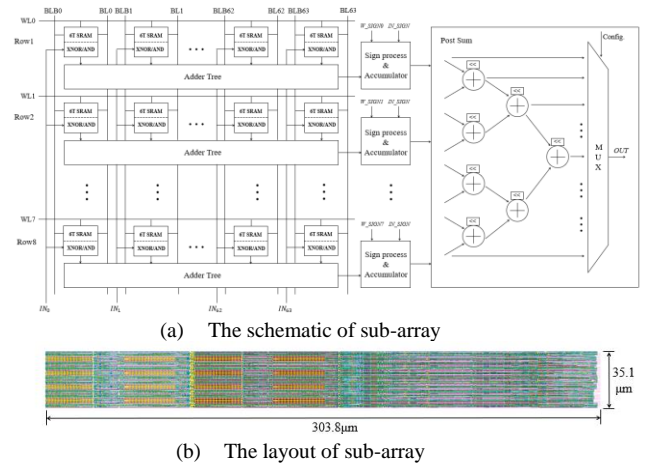 BLB0 BL0 BLB1 BL1 BLB62 BL62 BLB63 BL63
WL0
Row1
6T SRAM 6T SRAM 6T SRAM 6T SRAM
XNOR/AND XNOR/AND XNOR/AND XNOR/AND
Adder Tree
W_SIGN0 IN_SIGN
Sign process
&
Accumulator
WL1
Row2
6T SRAM 6T SRAM 6T SRAM 6T SRAM
XNOR/AND XNOR/AND XNOR/AND XNOR/AND
Adder Tree
W_SIGN1 IN_SIGN
Sign process
&
Accumulator
WL7
Row8
6T SRAM 6T SRAM 6T SRAM 6T SRAM
XNOR/AND XNOR/AND XNOR/AND XNOR/AND
Adder Tree
W_SIGN7 IN_SIGN
Sign process
&
Accumulator
IN0 IN1 IN62 IN63
Post Sum
Config.
<<
<<
<<
<<
<<
<<
<<
M
U
X
OUT
(a) The schematic of sub-array
35.1
μm
303.8μm
(b) The layout of sub-array